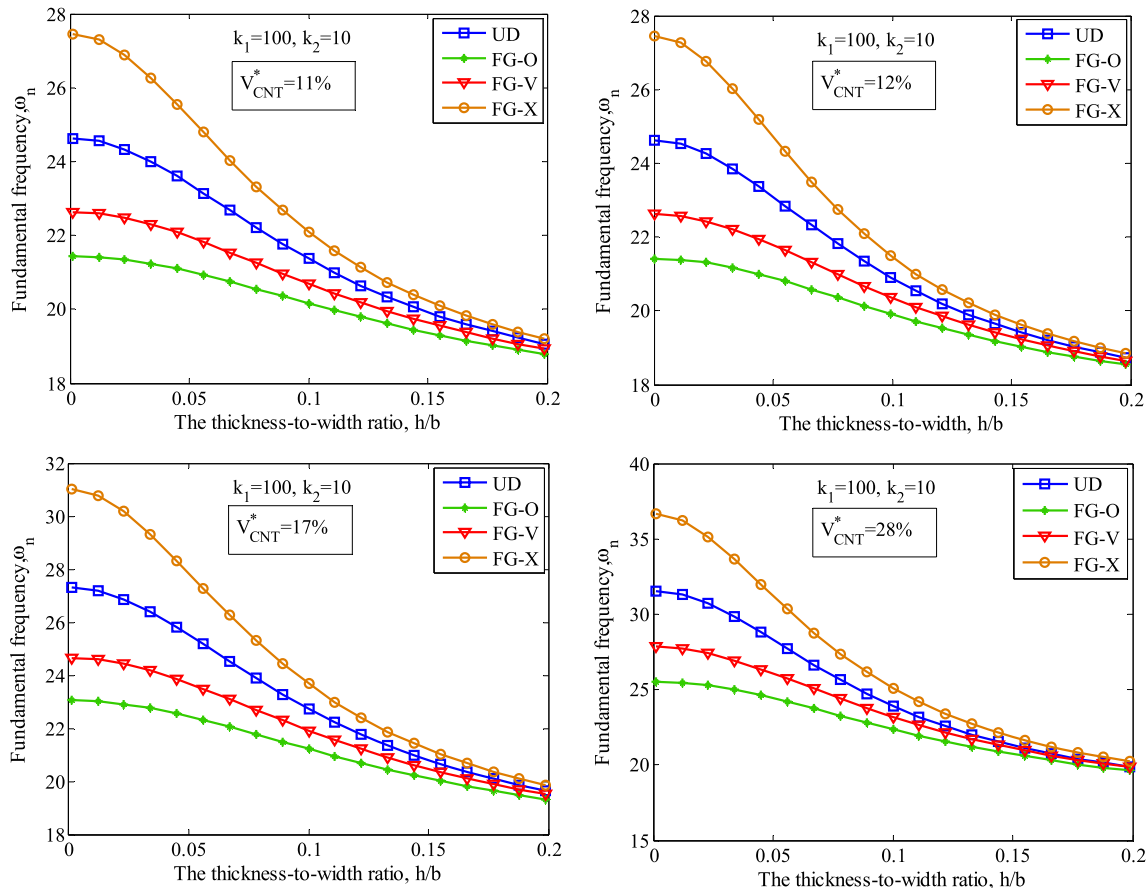 28
26
24
22
20
18
0
0.05
0.1
0.15
0.2
Fundamental frequency,ωn
The thickness-to-width ratio, h/b
k1=100, k2=10
V*CNT=11%
UD
FG-O
FG-V
FG-X
28
26
24
22
20
18
0
0.05
0.1
0.15
0.2
Fundamental frequency,ωn
The thickness-to-width, h/b
k1=100, k2=10
V*CNT=12%
UD
FG-O
FG-V
FG-X
32
30
28
26
24
22
20
18
0
0.05
0.1
0.15
0.2
Fundamental frequency,ωn
The thickness-to-width ratio, h/b
k1=100, k2=10
V*CNT=17%
UD
FG-O
FG-V
FG-X
40
35
30
25
20
15
0
0.05
0.1
0.15
0.2
Fundamental frequency,ωn
The thickness-to-width ratio, h/b
k1=100, k2=10
V*CNT=28%
UD
FG-O
FG-V
FG-X